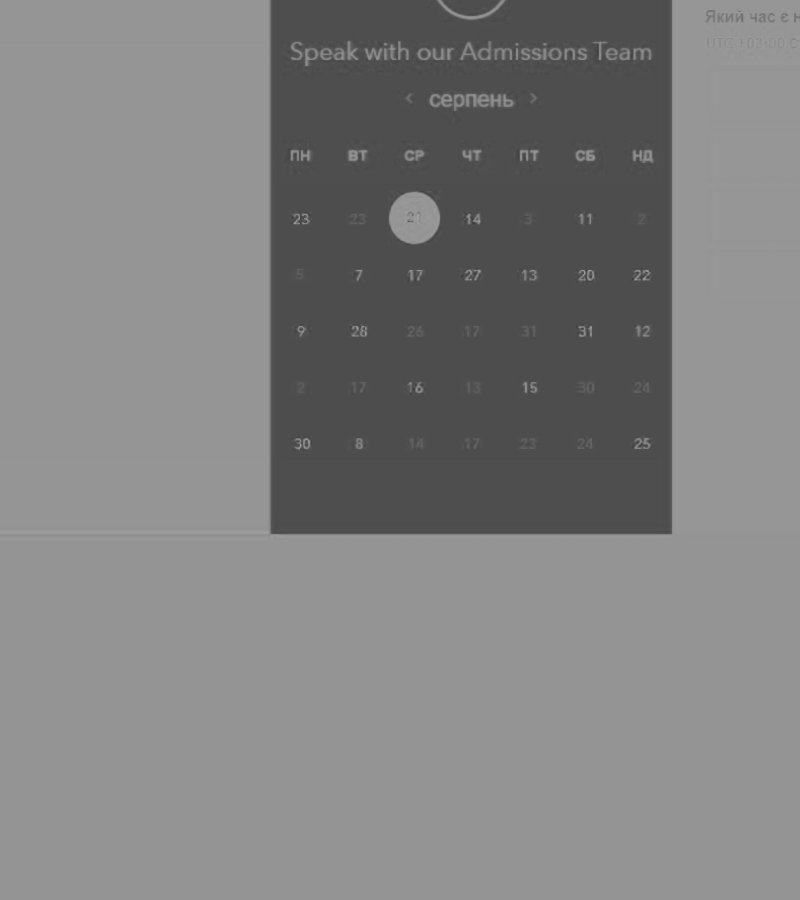 Який час є н
UTC +03:00 С
Speak with our Admissions Team
< серпень >
ПН ВТ СР ЧТ ПТ СБ НД
23 23 21 14 3 11 2
5 7 17 27 13 20 22
9 28 26 17 31 31 12
2 17 16 13 15 30 24
30 8 14 17 23 24 25